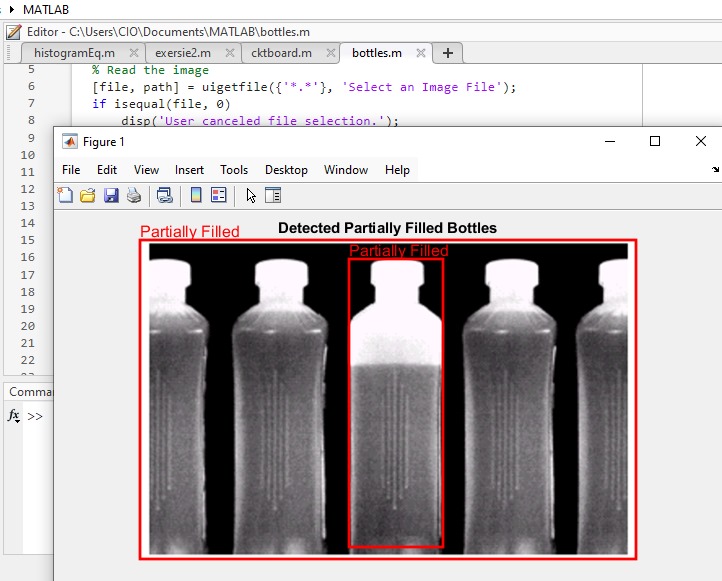 MATLAB
Editor - C:\Users\CIO\Documents\MATLAB\bottles.m
histogramEq.m exersie2.m cktboard.m bottles.m
5 % Read the image
6 [file, path] = uigetfile({'*.*'}, 'Select an Image File');
7 if isequal(file, 0)
8 disp('User canceled file selection.');
9
10
11
12
13
14
15
16
17
18
19
20
21
22
Figure 1
File Edit View Insert Tools Desktop Window Help
Detected Partially Filled Bottles
Partially Filled
Partially Filled
fx >>